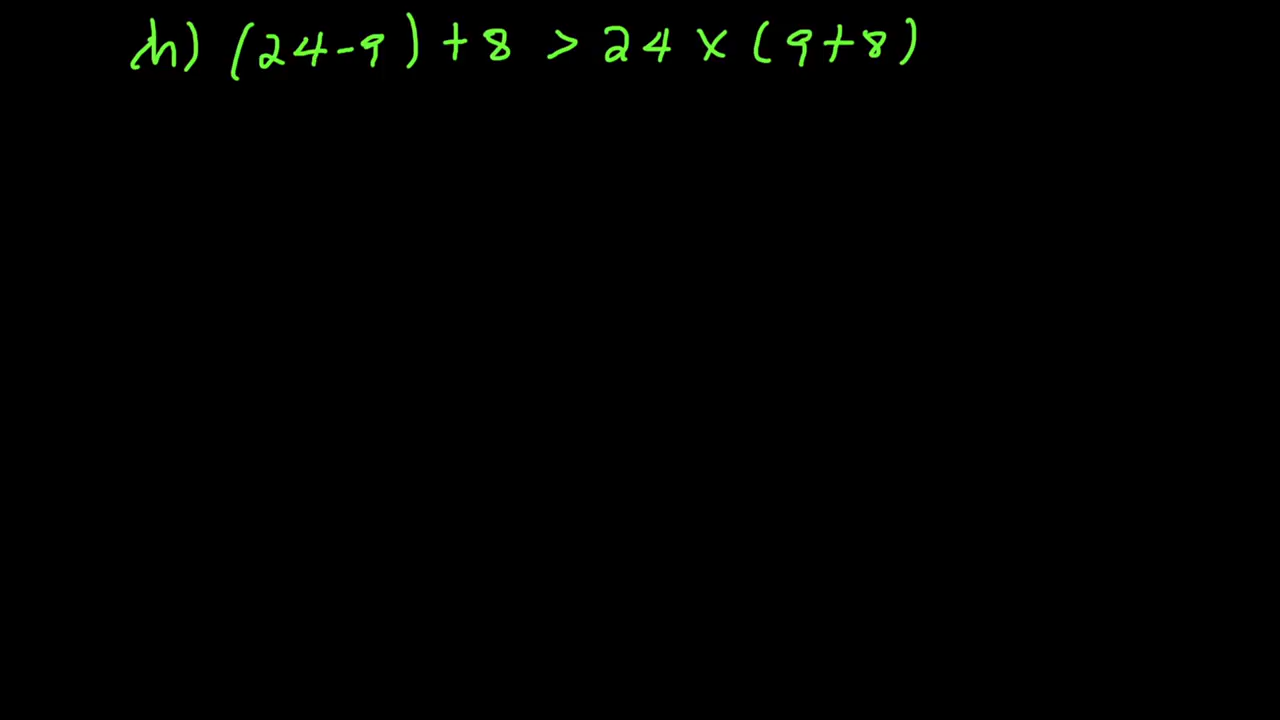 h) (24-9) + 8 > 24 × (9+8)